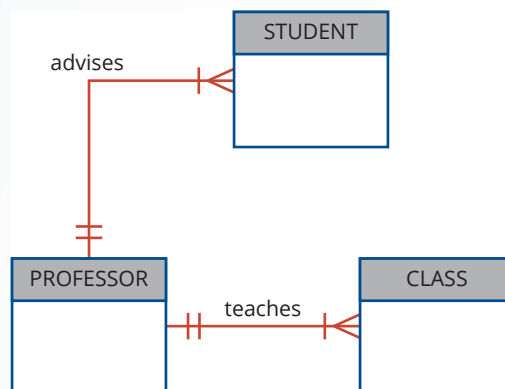 STUDENT
advises
PROFESSOR
CLASS
teaches